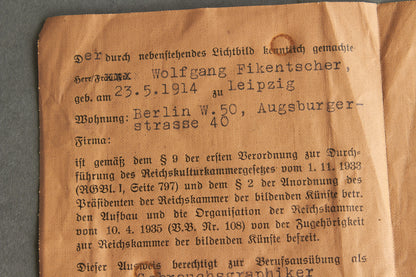 Der durch nebenstehendes Lichtbild kenntlich gemachte
Herr/ Wolfgang Fikentscher,
geb. am 23.5.1914 zu Leipzig
Wohnung: Berlin W.50, Augsburger-
strasse 40
Firma:
ist gemäß dem § 9 der ersten Verordnung zur Durch-
führung des Reichskulturkammergesetzes vom 1. 11. 1933
(RGBl. I, Seite 797) und dem § 2 der Anordnung des
Präsidenten der Reichskammer der bildenden Künste betr.
den Aufbau und die Organisation der Reichskammer
vom 10. 4. 1935 (V.B. Nr. 108) von der Zugehörigkeit
zur Reichskammer der bildenden Künste befreit.
Dieser Ausweis berechtigt zur Berufsausübung als